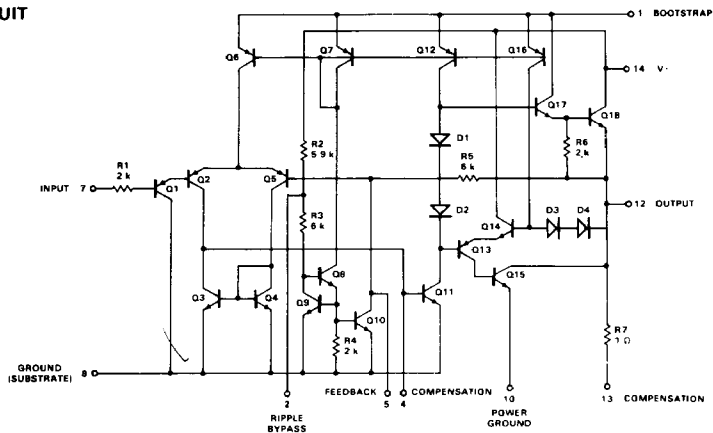 UIT
1 BOOTSTRAP
Q6
Q7
Q12
Q16
14 V+
Q17
Q18
R2
5 9 k
D1
R6
2 k
R1
2 k
R5
6 k
INPUT 7
Q1
Q2
Q5
12 OUTPUT
R3
6 k
D2
Q14
D3 D4
Q13
Q8
Q15
Q3
Q4
Q9
Q10
Q11
R4
2 k
R7
GROUND
(SUBSTRATE) 8
FEEDBACK
COMPENSATION
2
5
4
10
13 COMPENSATION
RIPPLE
BYPASS
POWER
GROUND